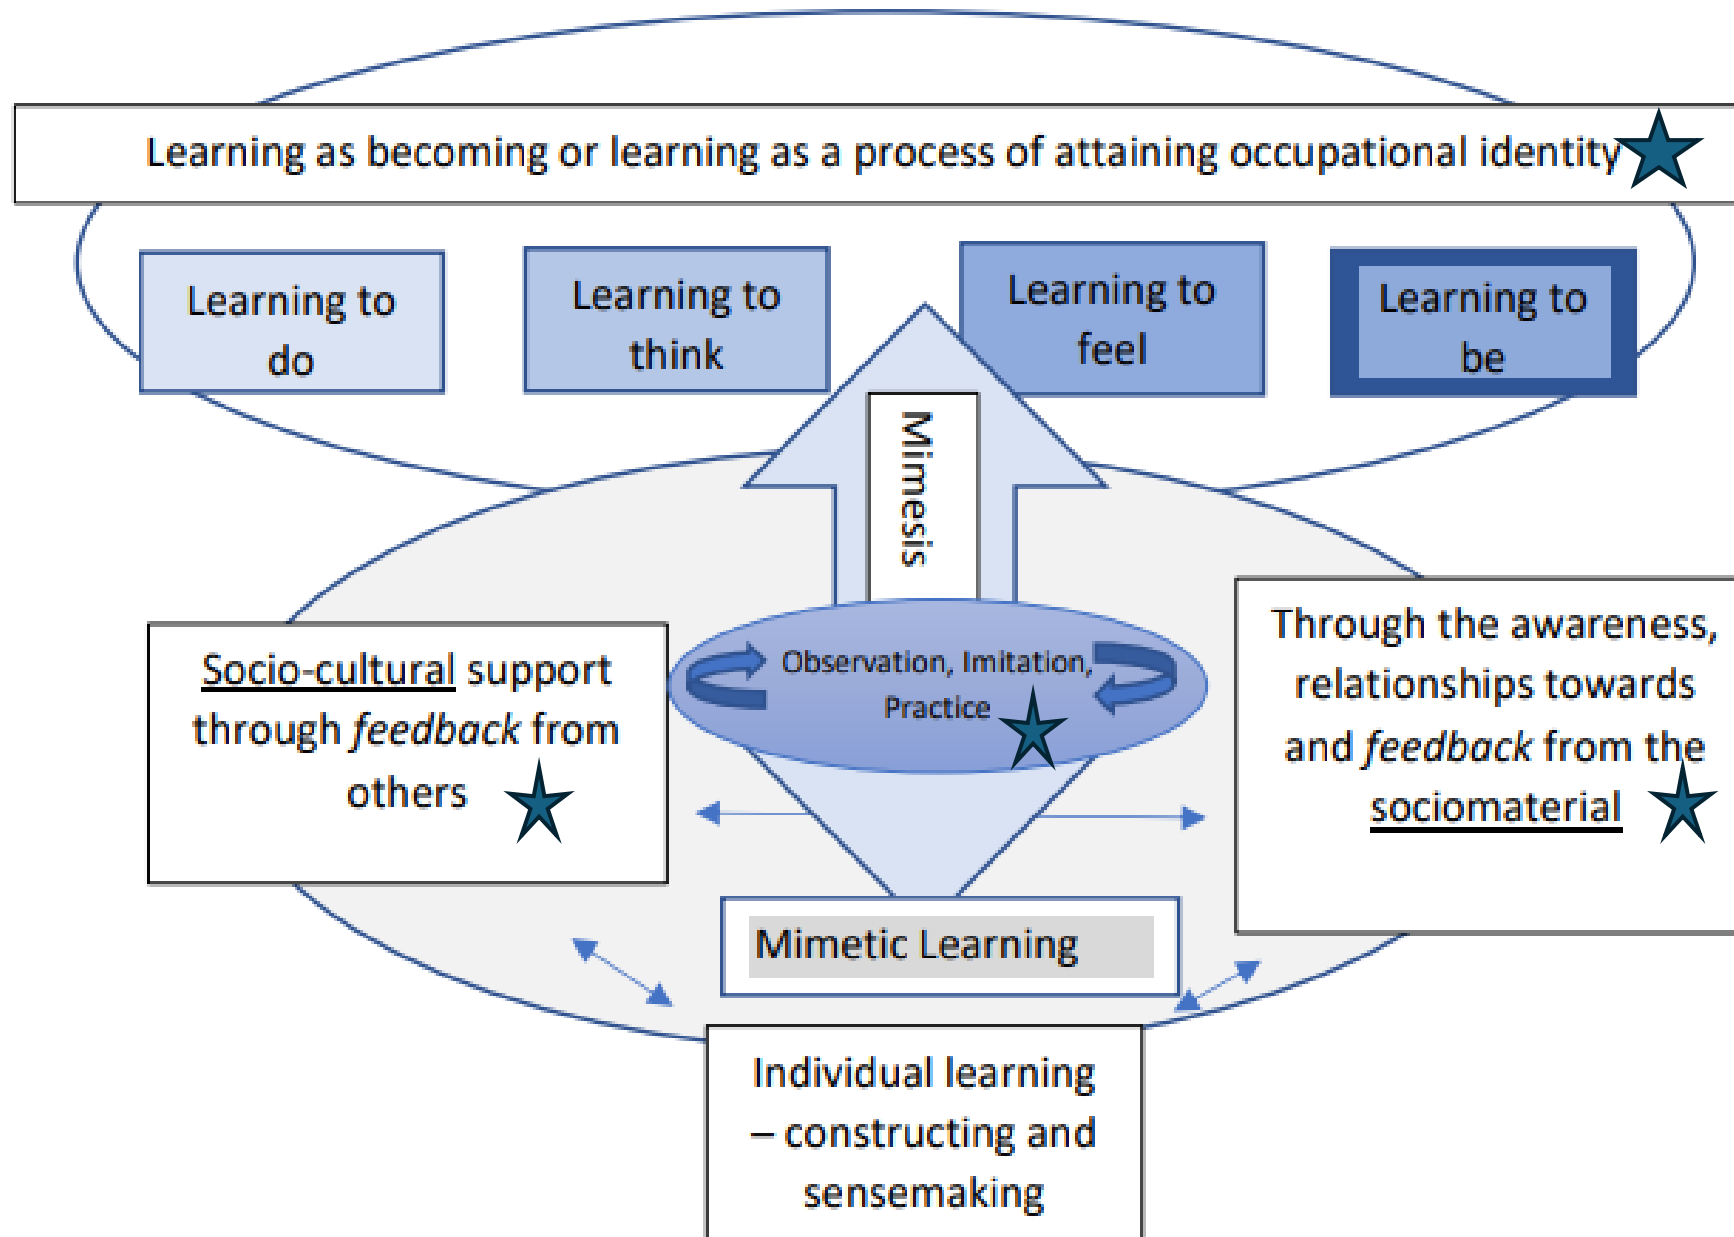 Learning as becoming or learning as a process of attaining occupational identity
Learning to
do
Learning to
think
Learning to
feel
Learning to
be
Mimesis
Socio-cultural support
through feedback from
others
Observation, Imitation,
Practice
Through the awareness,
relationships towards
and feedback from the
sociomaterial
Mimetic Learning
Individual learning
– constructing and
sensemaking